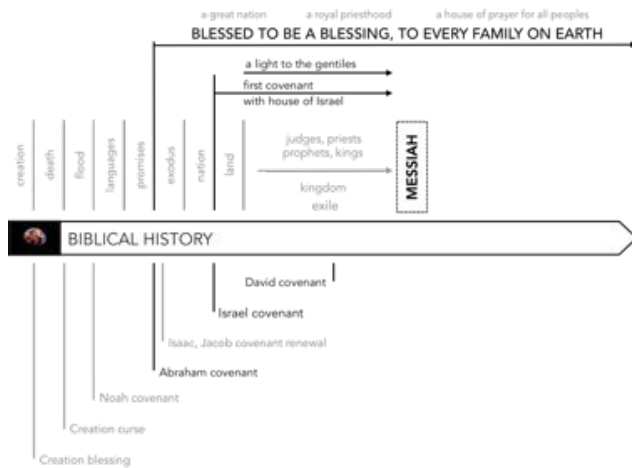 a great nation
a royal priesthood
a house of prayer for all peoples
BLESSED TO BE A BLESSING, TO EVERY FAMILY ON EARTH
a light to the gentiles
first covenant
with house of Israel
creation
death
flood
languages
promises
exodus
nation
land
judges, priests
prophets, kings
kingdom
exile
MESSIAH
BIBLICAL HISTORY
David covenant
Israel covenant
Isaac, Jacob covenant renewal
Abraham covenant
Noah covenant
Creation curse
Creation blessing